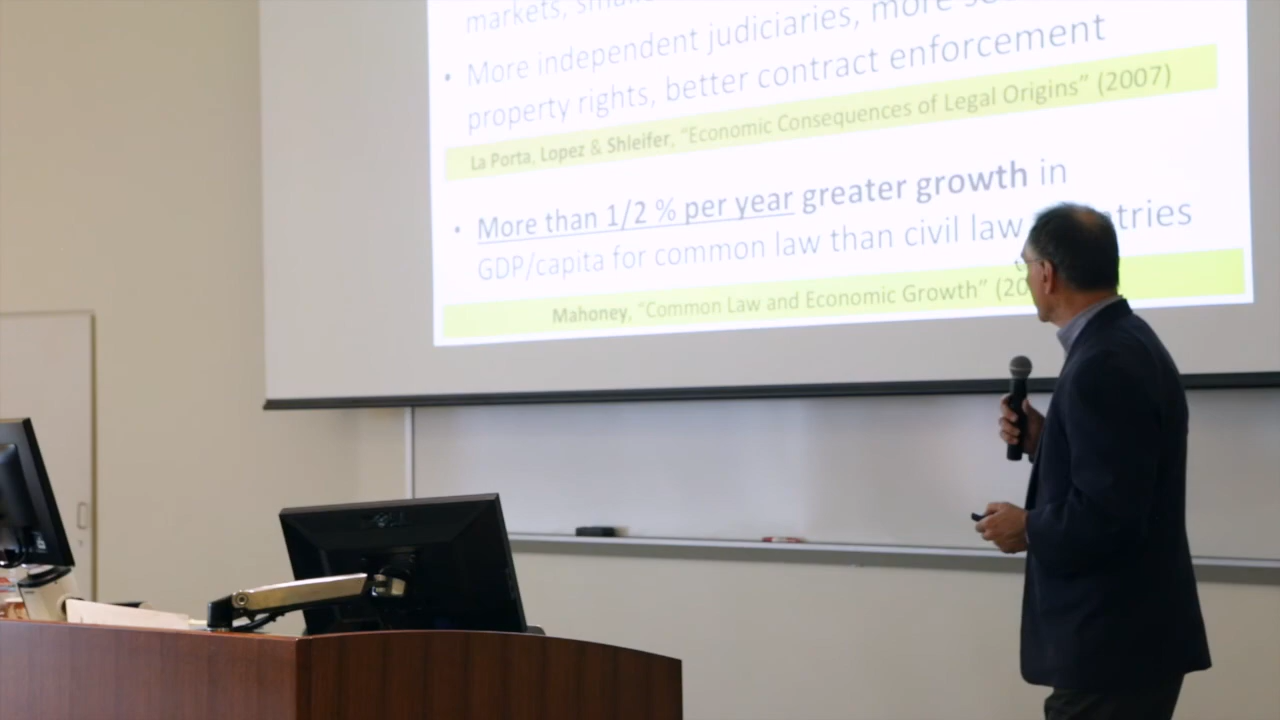 markets,
• More independent judiciaries, more
property rights, better contract enforcement
La Porta, Lopez & Shleifer, “Economic Consequences of Legal Origins” (2007)
• More than 1/2 % per year greater growth in
GDP/capita for common law than civil law
Mahoney, “Common Law and Economic Growth”